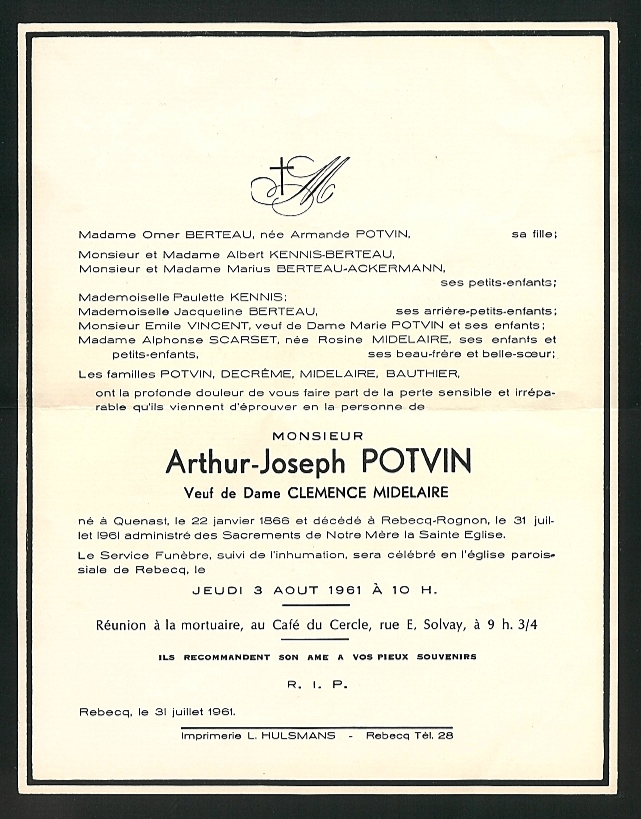 M
Madame Omer BERTEAU, née Armande POTVIN, sa fille;
Monsieur et Madame Albert KENNIS-BERTEAU,
Monsieur et Madame Marius BERTEAU-ACKERMANN,
ses petits-enfants;
Mademoiselle Paulette KENNIS;
Mademoiselle Jacqueline BERTEAU, ses arrière-petits-enfants;
Monsieur Emile VINCENT, veuf de Dame Marie POTVIN et ses enfants;
Madame Alphonse SCARSET, née Rosine MIDELAIRE, ses enfants et
petits-enfants, ses beau-frère et belle-sœur;
Les familles POTVIN, DECRÊME, MIDELAIRE, BAUTHIER,
ont la profonde douleur de vous faire part de la perte sensible et irrépa-
rable qu'ils viennent d'éprouver en la personne de
MONSIEUR
Arthur-Joseph POTVIN
Veuf de Dame CLEMENCE MIDELAIRE
né à Quenast, le 22 janvier 1866 et décédé à Rebecq-Rognon, le 31 juil-
let 1961 administré des Sacrements de Notre Mère la Sainte Eglise.
Le Service Funèbre, suivi de l'inhumation, sera célébré en l'église parois-
siale de Rebecq, le
JEUDI 3 AOUT 1961 À 10 H.
Réunion à la mortuaire, au Café du Cercle, rue E. Solvay, à 9 h. 3/4
ILS RECOMMANDENT SON AME A VOS PIEUX SOUVENIRS
R. I. P.
Rebecq, le 31 juillet 1961.
Imprimerie L. HULSMANS - Rebecq Tél. 28